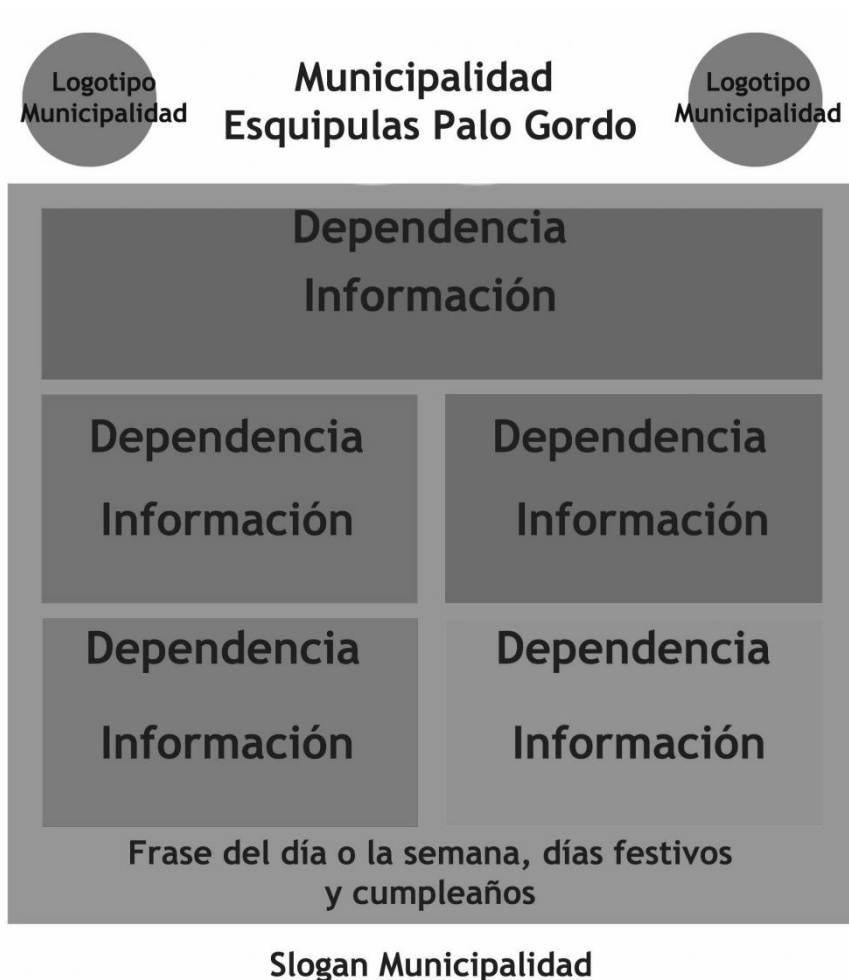 Logotipo
Municipalidad
Municipalidad
Esquipulas Palo Gordo
Logotipo
Municipalidad
Dependencia
Información
Dependencia
Información
Dependencia
Información
Dependencia
Información
Dependencia
Información
Frase del día o la semana, días festivos
y cumpleaños
Slogan Municipalidad